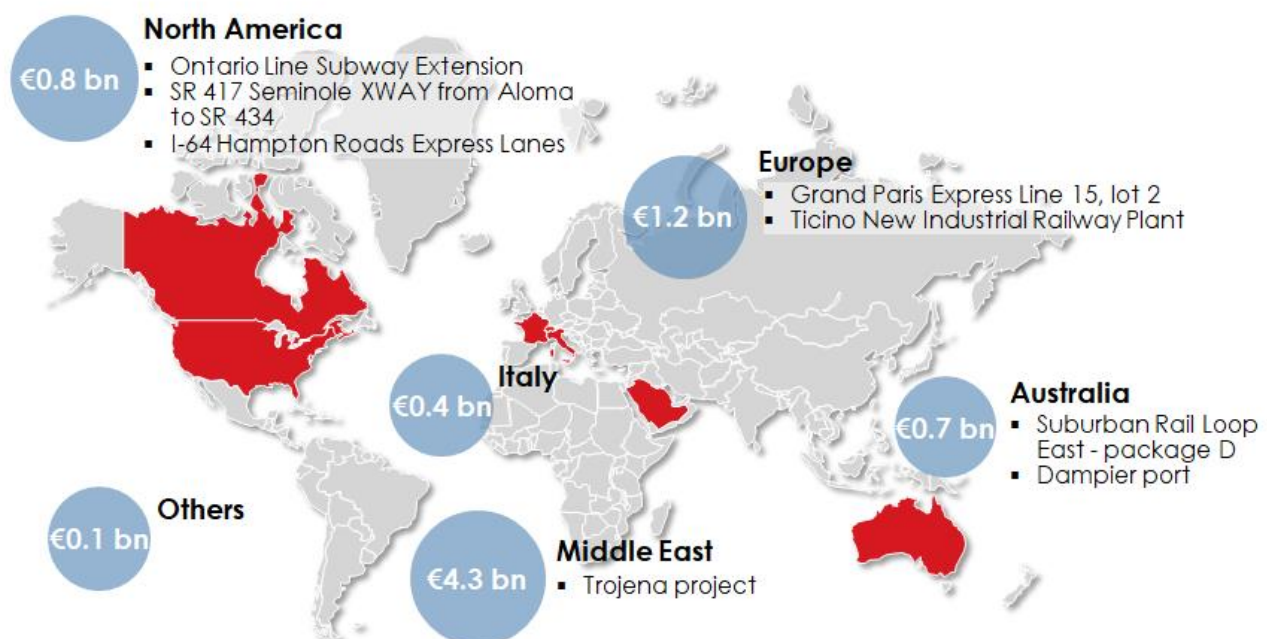 €0.8 bn
North America
▪ Ontario Line Subway Extension
▪ SR 417 Seminole XWAY from Aloma
to SR 434
▪ I-64 Hampton Roads Express Lanes
€1.2 bn
Europe
▪ Grand Paris Express Line 15, lot 2
▪ Ticino New Industrial Railway Plant
€0.4 bn
Italy
€0.7 bn
Australia
▪ Suburban Rail Loop
East - package D
▪ Dampier port
€0.1 bn
Others
€4.3 bn
Middle East
▪ Trojena project